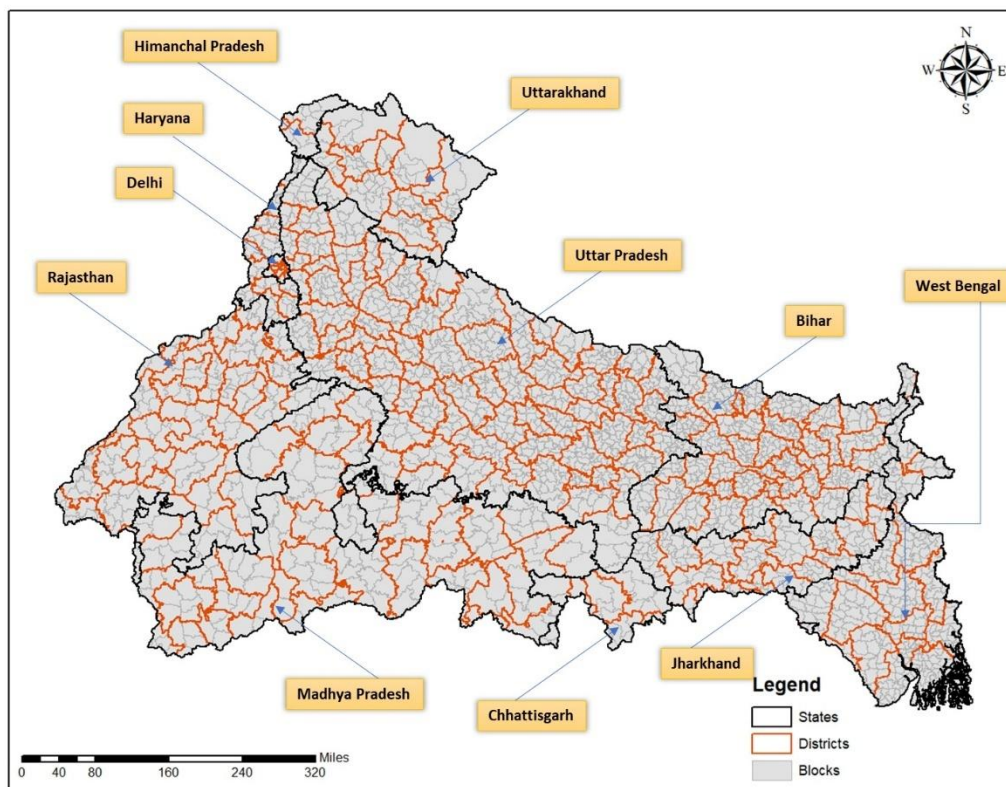 Himanchal Pradesh
N
W E
S
Uttarakhand
Haryana
Delhi
Uttar Pradesh
Rajasthan
West Bengal
Bihar
Jharkhand
Madhya Pradesh
Chhattisgarh
Legend
States
Districts
Blocks
Miles
0 20 40 80 160 240 320